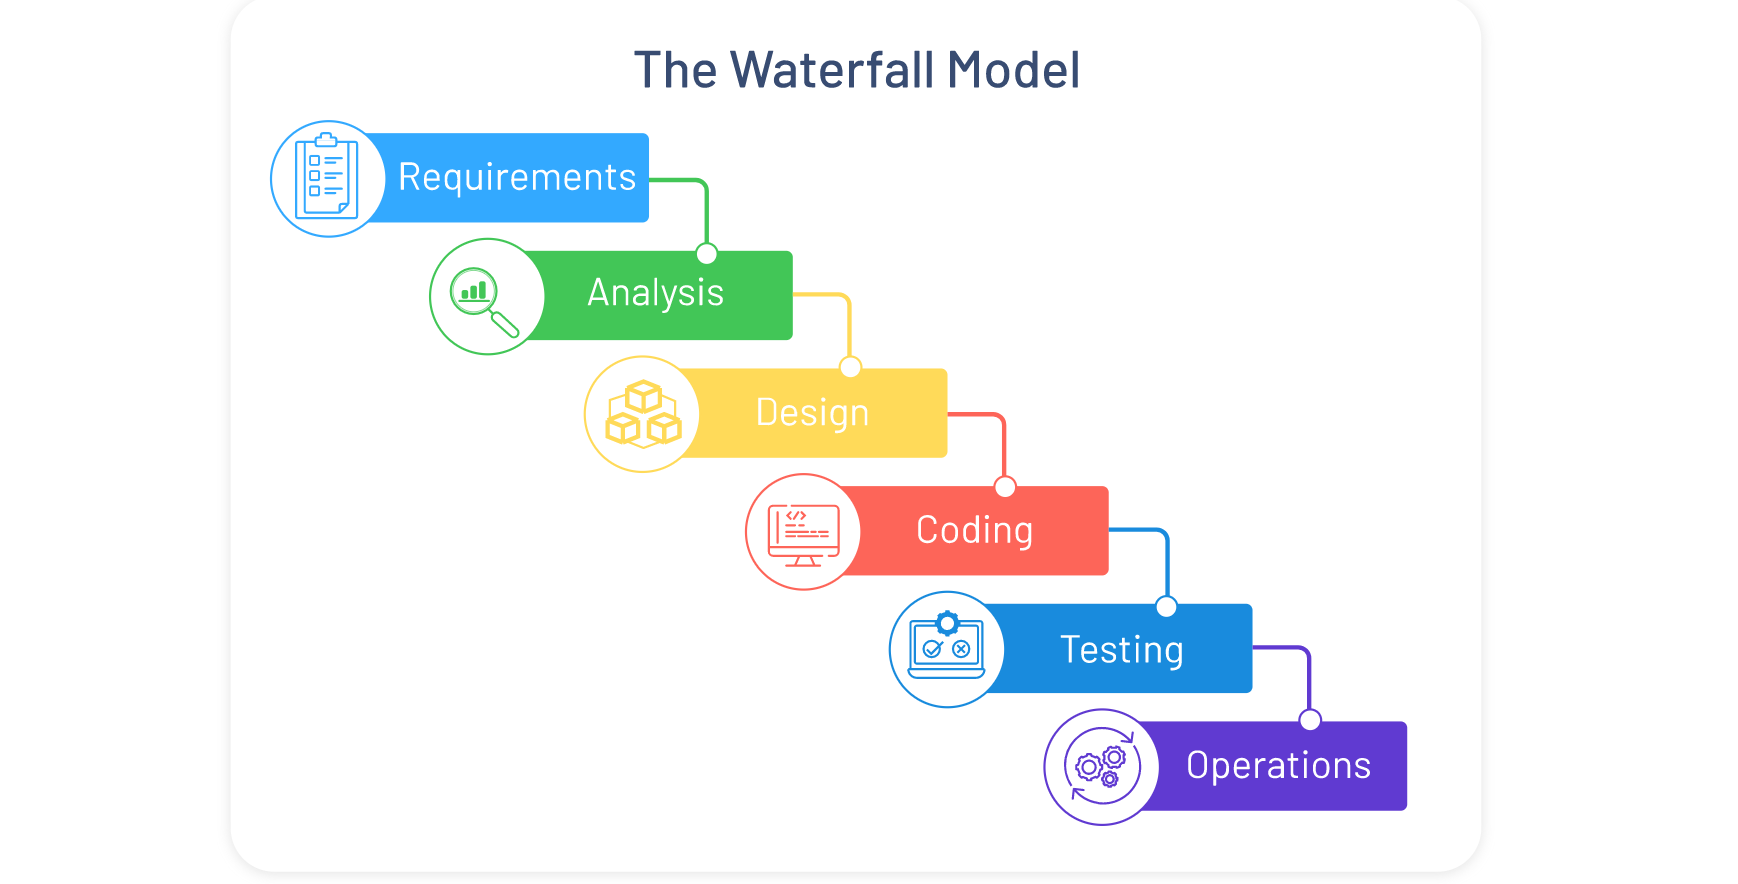 The Waterfall Model
Requirements
Analysis
Design
Coding
Testing
Operations